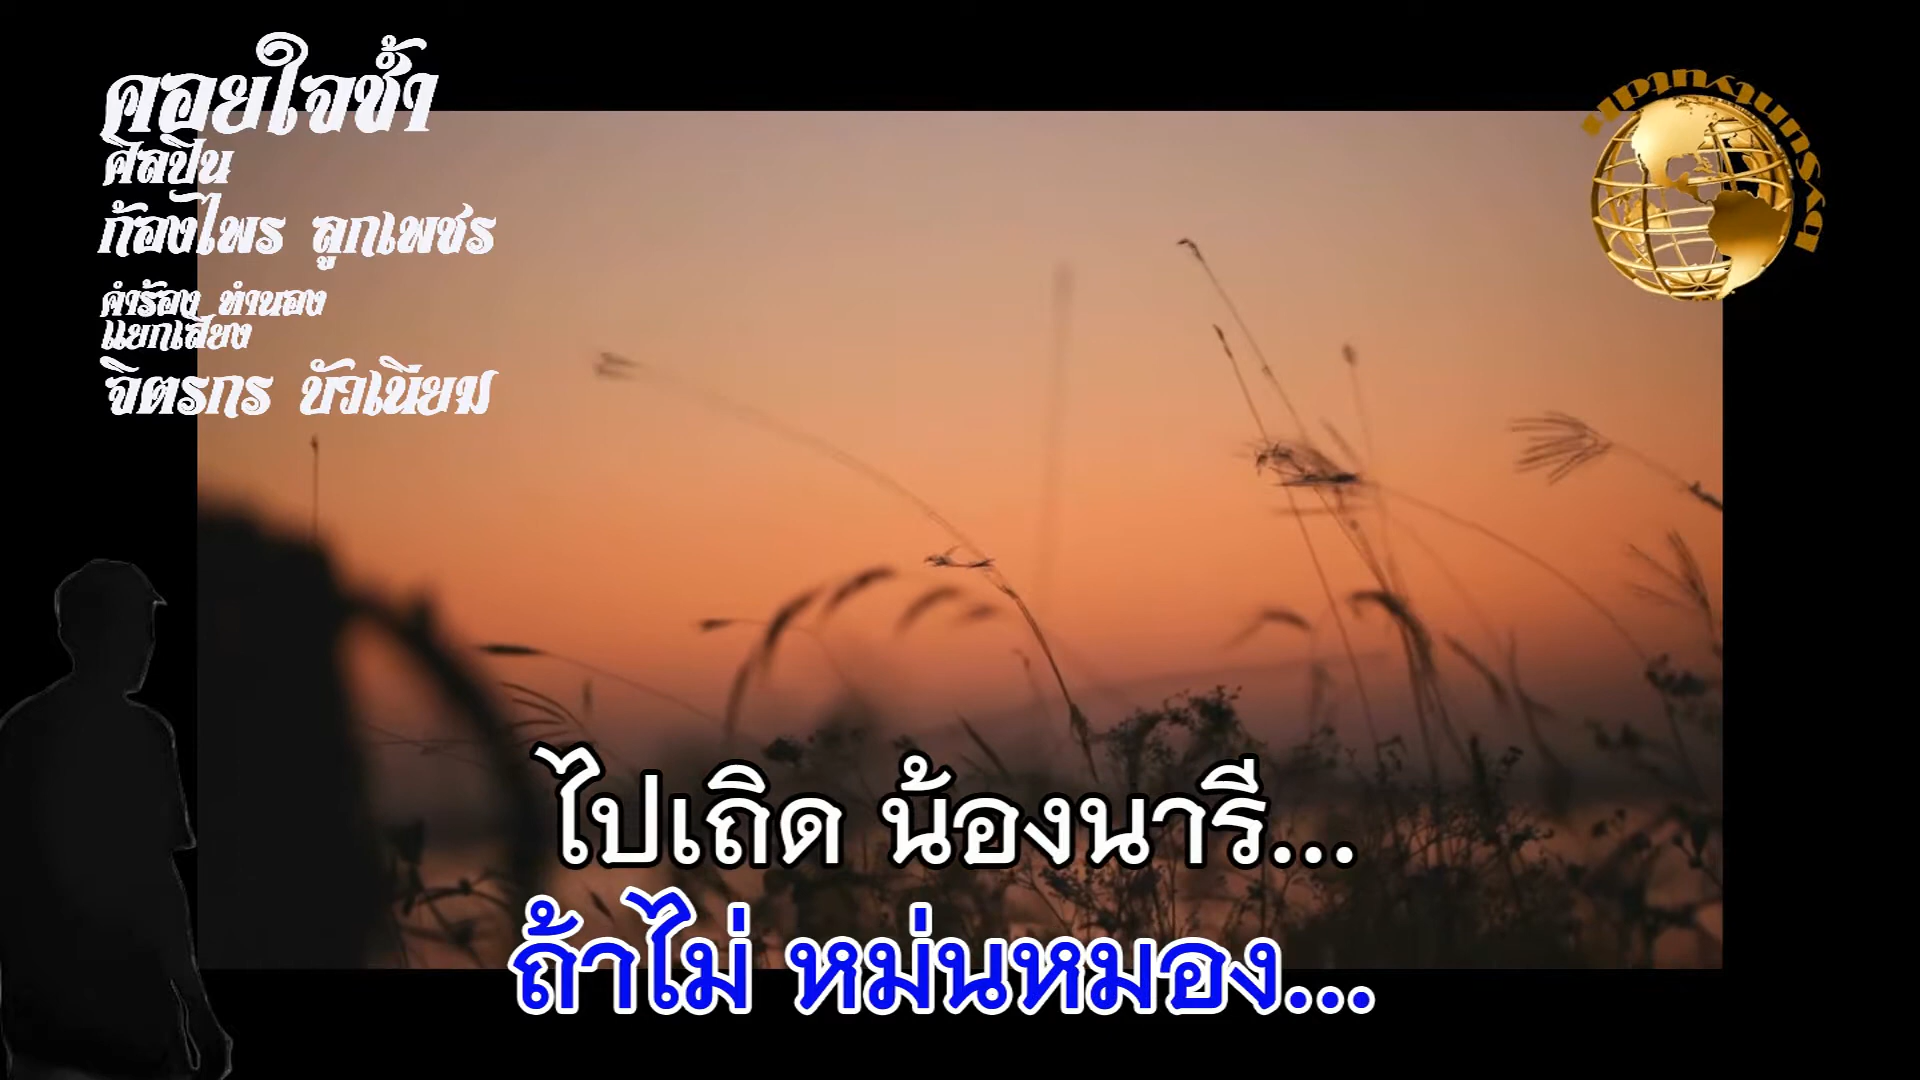 คอยใจช้ำ
ศิลปิน
ก้องไพร ลูกเพชร
คำร้อง ทำนอง
แยกเสียง
จิตรกร บัวเนียม
ไปเถิด น้องนารี...
ถ้าไม่ หม่นหมอง...